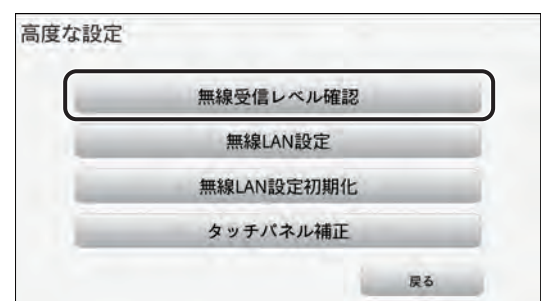 高度な設定
無線受信レベル確認
無線LAN設定
無線LAN設定初期化
タッチパネル補正
戻る